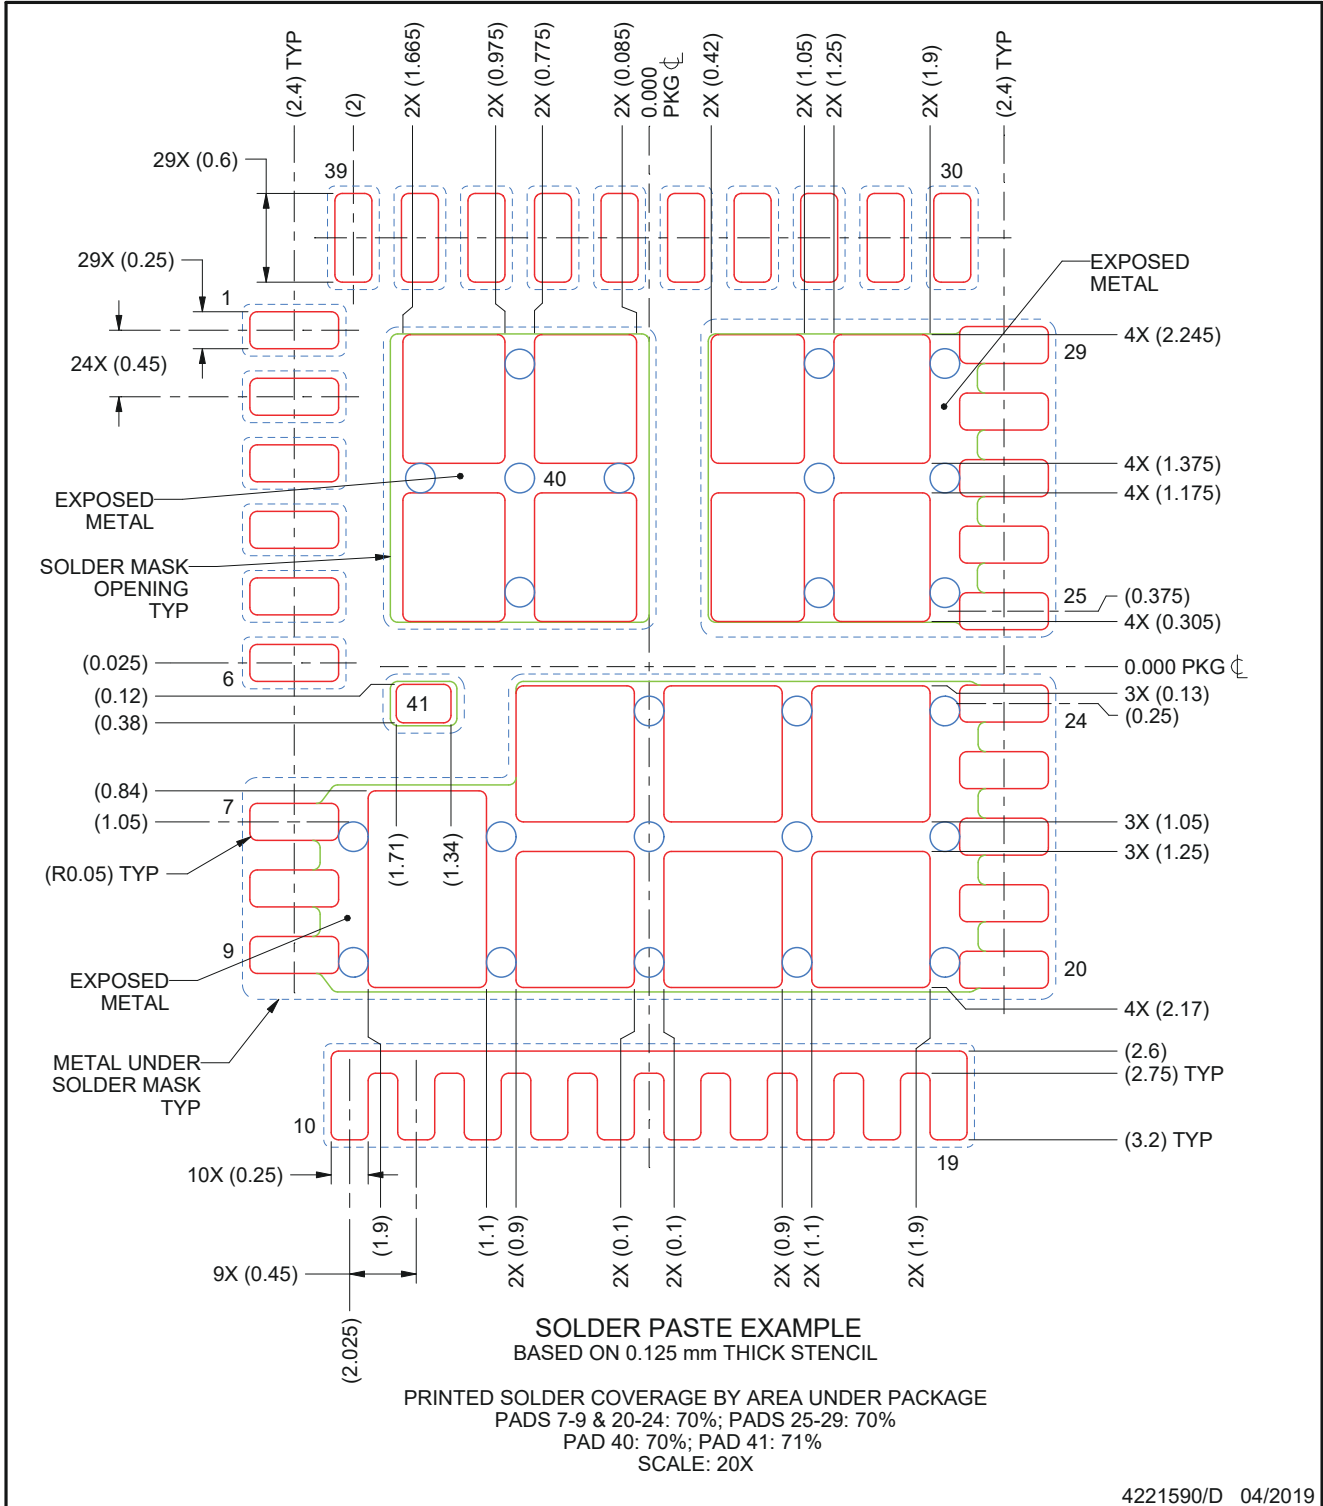 (2.4) TYP
(2)
2X (1.665)
2X (0.975)
2X (0.775)
2X (0.085)
0.000
PKG ℄
2X (0.42)
2X (1.05)
2X (1.25)
2X (1.9)
(2.4) TYP
29X (0.6)
39
30
29X (0.25)
1
EXPOSED
METAL
24X (0.45)
4X (2.245)
29
40
4X (1.375)
4X (1.175)
EXPOSED
METAL
SOLDER MASK
OPENING
TYP
25
(0.375)
4X (0.305)
(0.025)
6
0.000 PKG ℄
(0.12)
41
3X (0.13)
(0.38)
24
(0.25)
(0.84)
7
(1.05)
3X (1.05)
(1.71)
(1.34)
3X (1.25)
(R0.05) TYP
9
20
EXPOSED
METAL
4X (2.17)
METAL UNDER
SOLDER MASK
TYP
(2.6)
(2.75) TYP
10
(3.2) TYP
19
10X (0.25)
(1.9)
(1.1)
2X (0.9)
2X (0.1)
2X (0.1)
2X (0.9)
2X (1.1)
2X (1.9)
9X (0.45)
(2.025)
SOLDER PASTE EXAMPLE
BASED ON 0.125 mm THICK STENCIL
PRINTED SOLDER COVERAGE BY AREA UNDER PACKAGE
PADS 7-9 & 20-24: 70%; PADS 25-29: 70%
PAD 40: 70%; PAD 41: 71%
SCALE: 20X
4221590/D 04/2019